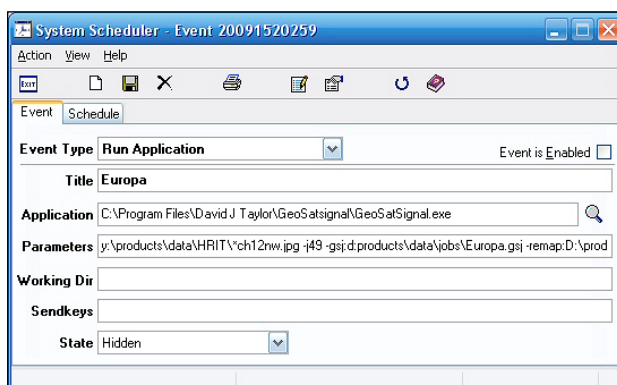 System Scheduler - Event 20091520259
Action View Help
EXIT
Event Schedule
Event Type Run Application Event is Enabled
Title Europa
Application C:\Program Files\David J Taylor\GeoSatsignal\GeoSatSignal.exe
Parameters y:\products\data\HRIT\*ch12nw.jpg -j49 -gsj:d:products\data\jobs\Europa.gsj -remap:D:\prod
Working Dir
Sendkeys
State Hidden